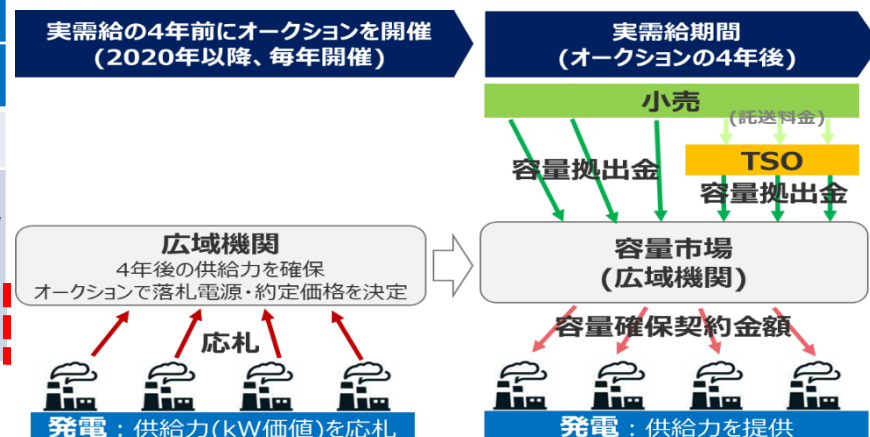 実需給の4年前にオークションを開催
(2020年以降、毎年開催)
広域機関
4年後の供給力を確保
オークションで落札電源・約定価格を決定
応札
発電：供給力(kW価値)を応札
実需給期間
(オークションの4年後)
小売
(託送料金)
TSO
容量拠出金
容量拠出金
容量市場
(広域機関)
容量確保契約金額
発電：供給力を提供